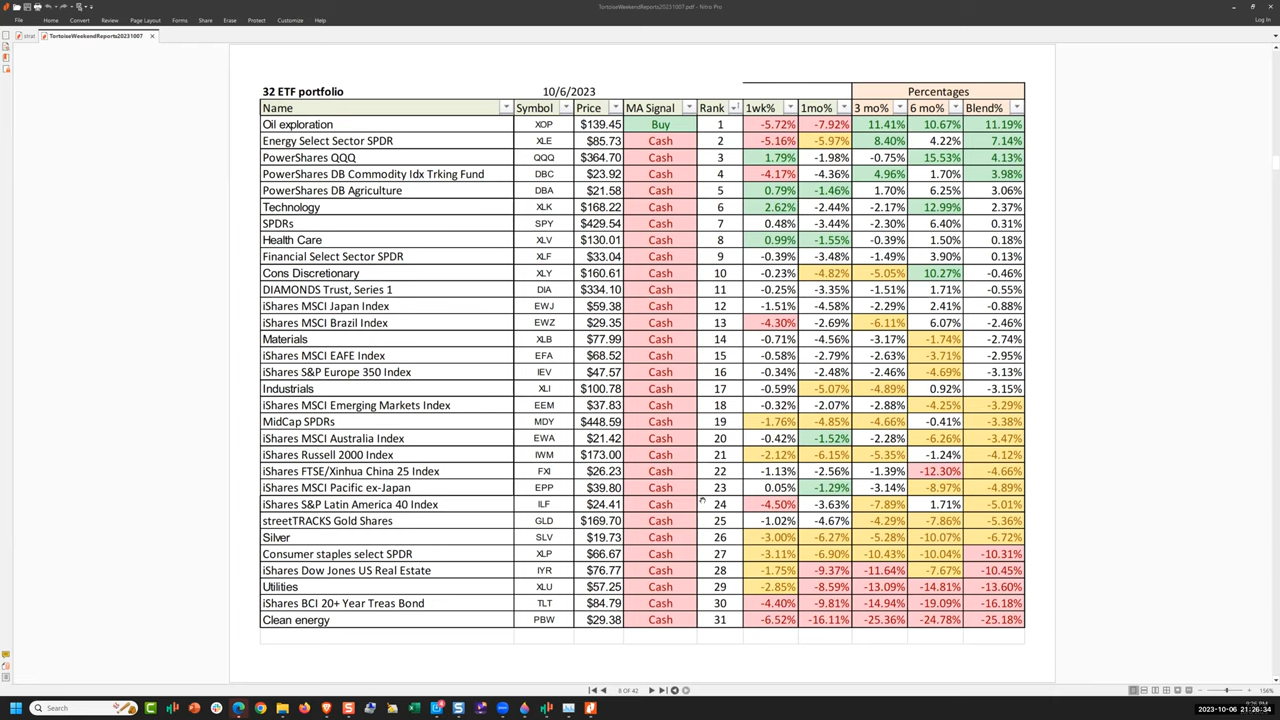 TortoiseWeekendReports20231007.pdf - Nitro Pro
File Home Convert Review Page Layout Forms Share Erase Protect Customize Help Log In
strat TortoiseWeekendReports20231007
32 ETF portfolio 10/6/2023 Percentages
Name Symbol Price MA Signal Rank 1wk% 1mo% 3 mo% 6 mo% Blend%
Oil exploration XOP $139.45 Buy 1 -5.72% -7.92% 11.41% 10.67% 11.19%
Energy Select Sector SPDR XLE $85.73 Cash 2 -5.16% -5.97% 8.40% 4.22% 7.14%
PowerShares QQQ QQQ $364.70 Cash 3 1.79% -1.98% -0.75% 15.53% 4.13%
PowerShares DB Commodity Idx Trking Fund DBC $23.92 Cash 4 -4.17% -4.36% 4.96% 1.70% 3.98%
PowerShares DB Agriculture DBA $21.58 Cash 5 0.79% -1.46% 1.70% 6.25% 3.06%
Technology XLK $168.22 Cash 6 2.62% -2.44% -2.17% 12.99% 2.37%
SPDRs SPY $429.54 Cash 7 0.48% -3.44% -2.30% 6.40% 0.31%
Health Care XLV $130.01 Cash 8 0.99% -1.55% -0.39% 1.50% 0.18%
Financial Select Sector SPDR XLF $33.04 Cash 9 -0.39% -3.48% -1.49% 3.90% 0.13%
Cons Discretionary XLY $160.61 Cash 10 -0.23% -4.82% -5.05% 10.27% -0.46%
DIAMONDS Trust, Series 1 DIA $334.10 Cash 11 -0.25% -3.35% -1.51% 1.71% -0.55%
iShares MSCI Japan Index EWJ $59.38 Cash 12 -1.51% -4.58% -2.29% 2.41% -0.88%
iShares MSCI Brazil Index EWZ $29.35 Cash 13 -4.30% -2.69% -6.11% 6.07% -2.46%
Materials XLB $77.99 Cash 14 -0.71% -4.56% -3.17% -1.74% -2.74%
iShares MSCI EAFE Index EFA $68.52 Cash 15 -0.58% -2.79% -2.63% -3.71% -2.95%
iShares S&P Europe 350 Index IEV $47.57 Cash 16 -0.34% -2.48% -2.46% -4.69% -3.13%
Industrials XLI $100.78 Cash 17 -0.59% -5.07% -4.89% 0.92% -3.15%
iShares MSCI Emerging Markets Index EEM $37.83 Cash 18 -0.32% -2.07% -2.88% -4.25% -3.29%
MidCap SPDRs MDY $448.59 Cash 19 -1.76% -4.85% -4.66% -0.41% -3.38%
iShares MSCI Australia Index EWA $21.42 Cash 20 -0.42% -1.52% -2.28% -6.26% -3.47%
iShares Russell 2000 Index IWM $173.00 Cash 21 -2.12% -6.15% -5.35% -1.24% -4.12%
iShares FTSE/Xinhua China 25 Index FXI $26.23 Cash 22 -1.13% -2.56% -1.39% -12.30% -4.66%
iShares MSCI Pacific ex-Japan EPP $39.80 Cash 23 0.05% -1.29% -3.14% -8.97% -4.89%
iShares S&P Latin America 40 Index ILF $24.41 Cash 24 -4.50% -3.63% -7.89% 1.71% -5.01%
streetTRACKS Gold Shares GLD $169.70 Cash 25 -1.02% -4.67% -4.29% -7.86% -5.36%
Silver SLV $19.73 Cash 26 -3.00% -6.27% -5.28% -10.07% -6.72%
Consumer staples select SPDR XLP $66.67 Cash 27 -3.11% -6.90% -10.43% -10.04% -10.31%
iShares Dow Jones US Real Estate IYR $76.77 Cash 28 -1.75% -9.37% -11.64% -7.67% -10.45%
Utilities XLU $57.25 Cash 29 -2.85% -8.59% -13.09% -14.81% -13.60%
iShares BCI 20+ Year Treas Bond TLT $84.79 Cash 30 -4.40% -9.81% -14.94% -19.09% -16.18%
Clean energy PBW $29.38 Cash 31 -6.52% -16.11% -25.36% -24.78% -25.18%
8 OF 42 156%
Search
2023-10-06 21:26:34